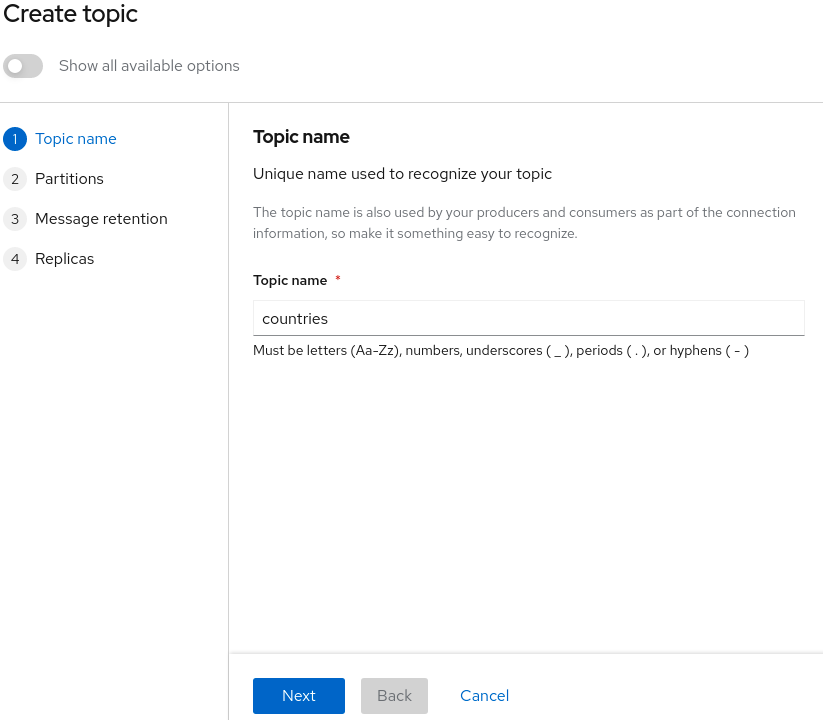 Create topic
Show all available options
1 Topic name
2 Partitions
3 Message retention
4 Replicas
Topic name
Unique name used to recognize your topic
The topic name is also used by your producers and consumers as part of the connection
information, so make it something easy to recognize.
Topic name *
countries
Must be letters (Aa-Zz), numbers, underscores ( _ ), periods ( . ), or hyphens ( - )
Next Back Cancel